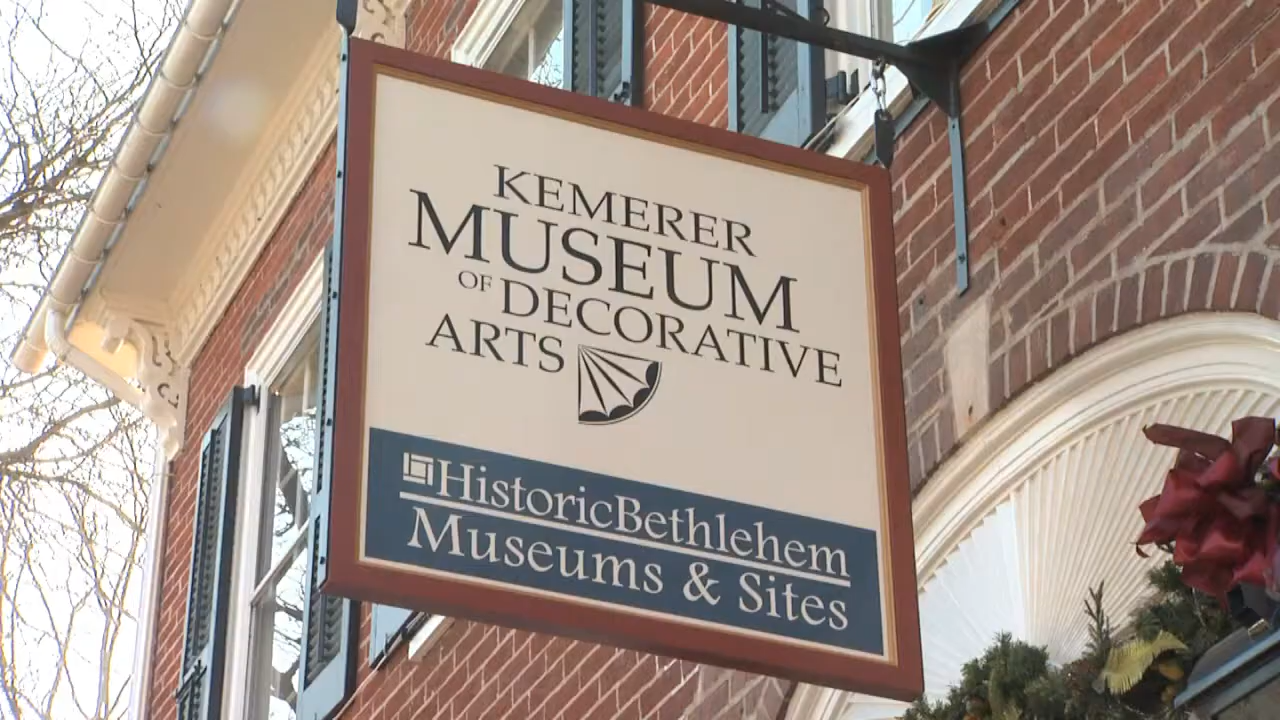 KEMERER
MUSEUM
OF DECORATIVE
ARTS
HistoricBethlehem
Museums & Sites